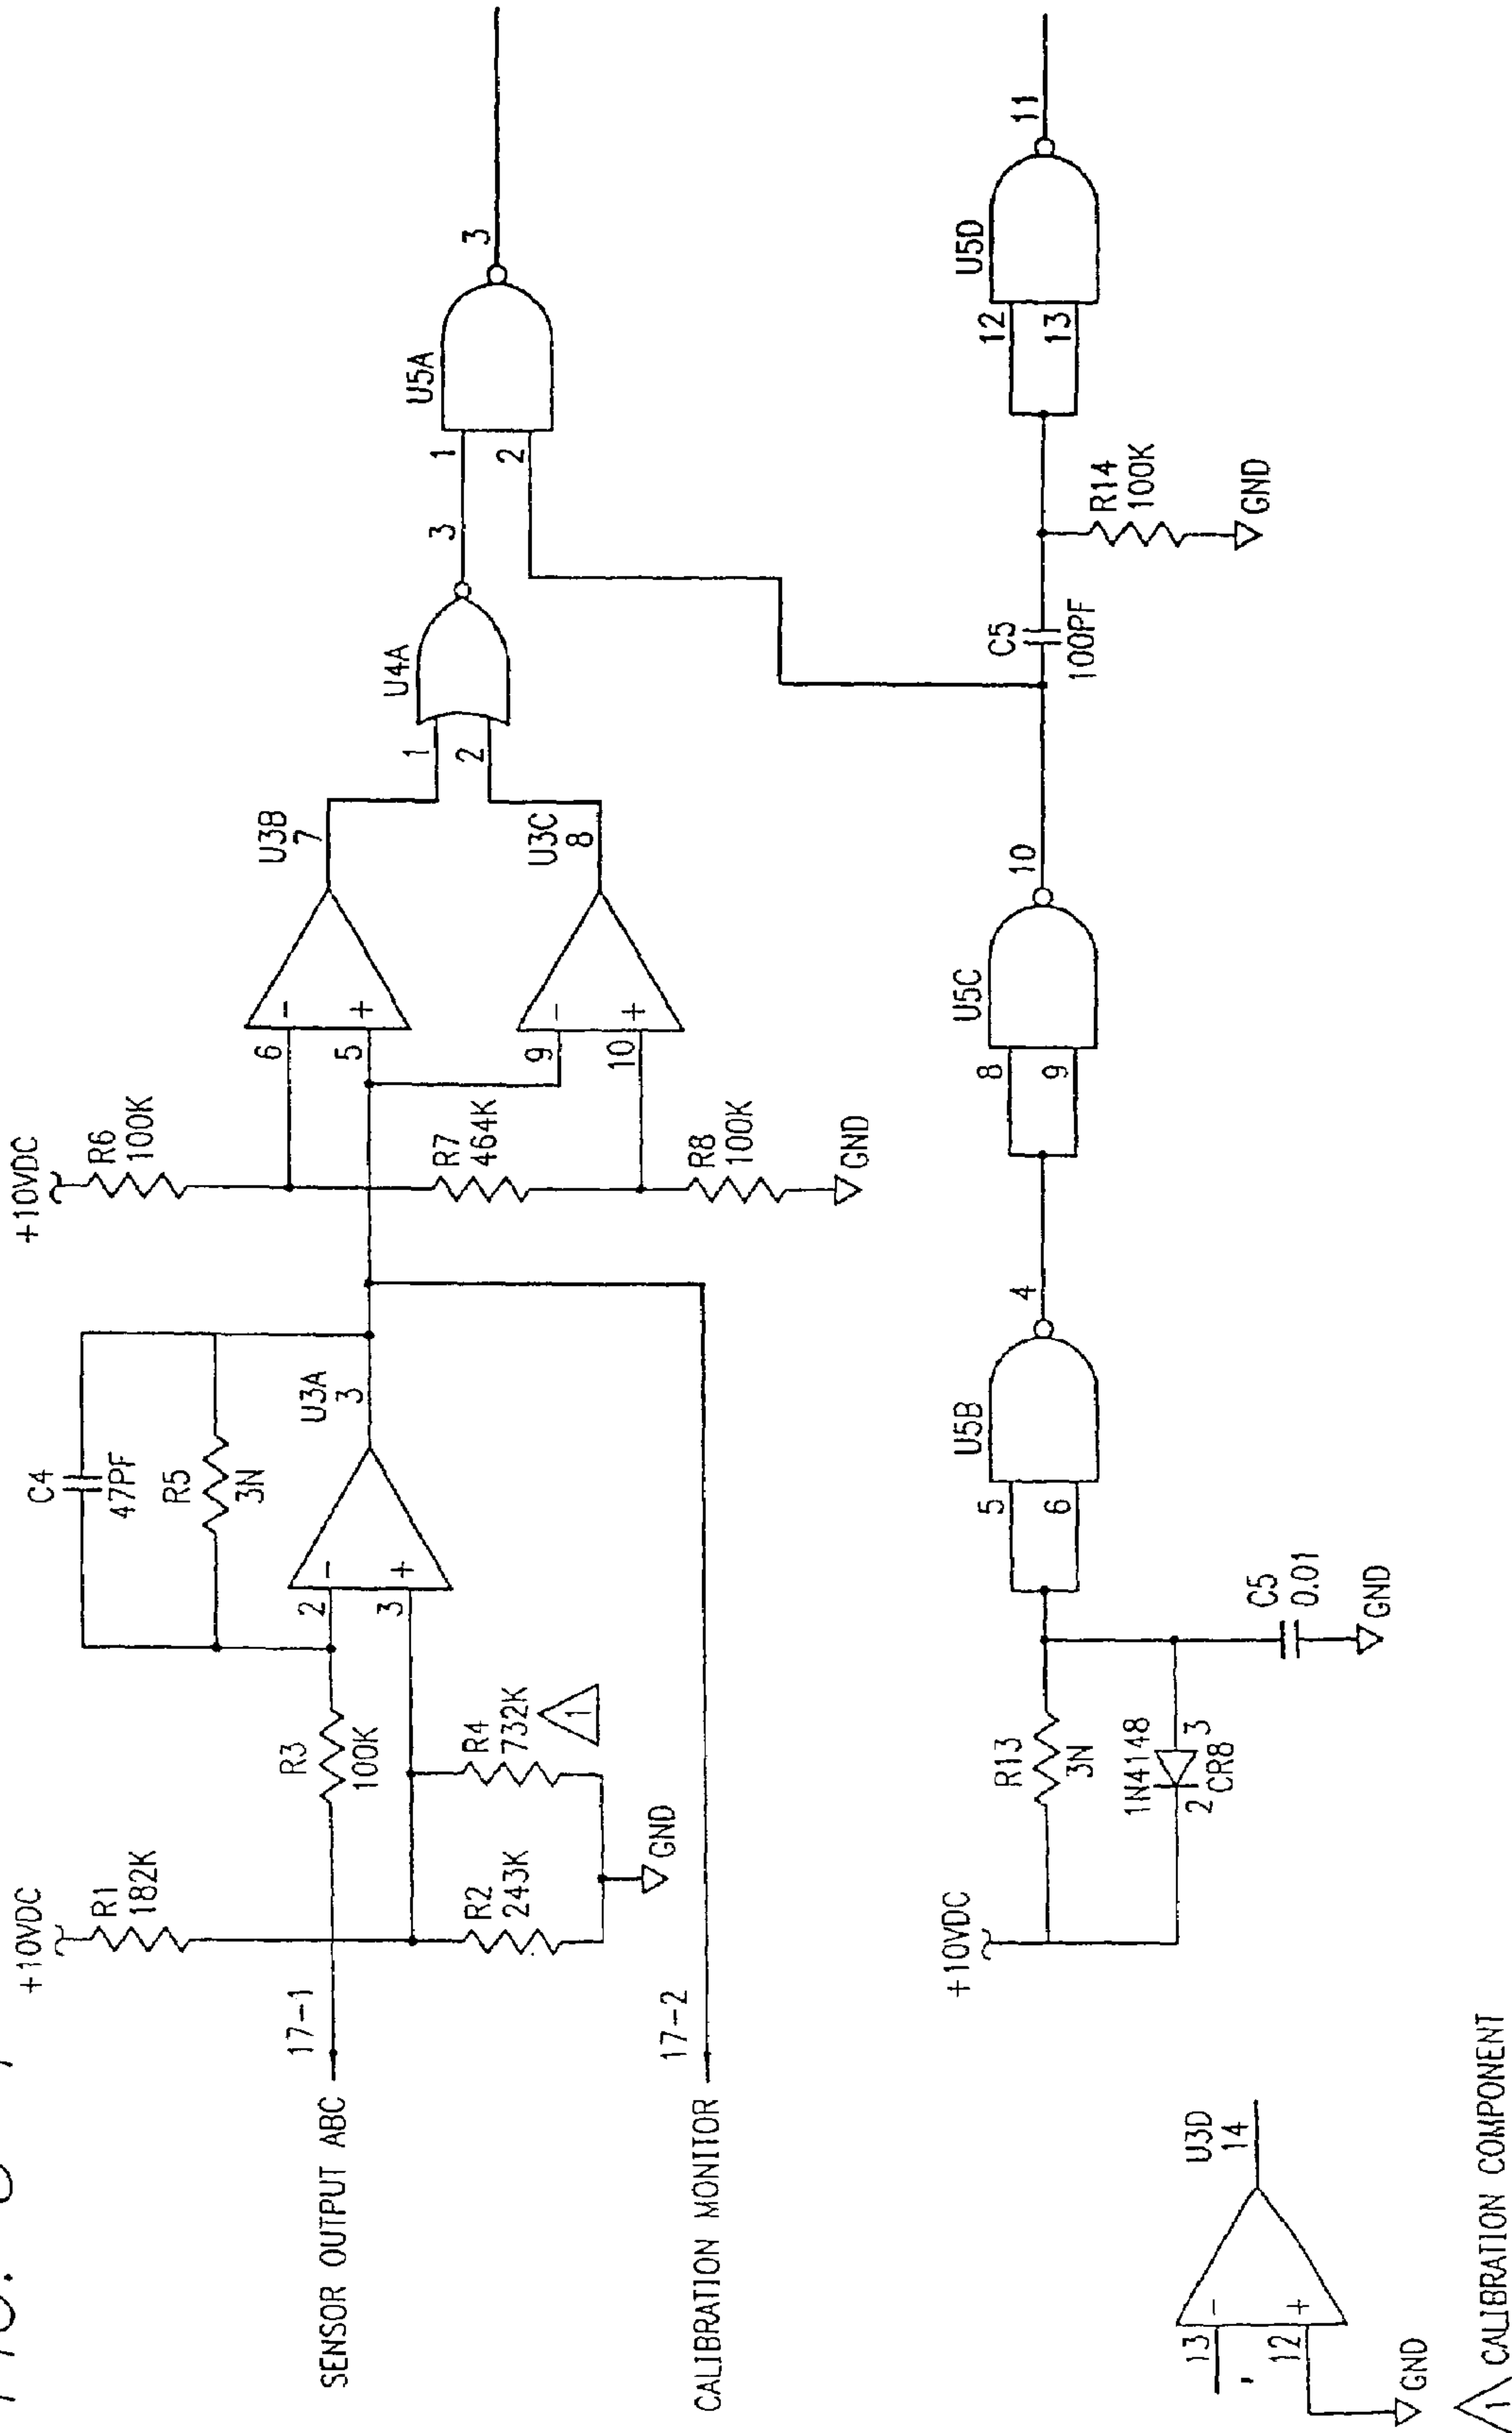 +10VDC
R1
182K
17-1
SENSOR OUTPUT ABC
R3
100K
R2
243K
R4
732K
1
GND
C4
47PF
R5
3N
2
-
3
+
U3A
3
17-2
CALIBRATION MONITOR
+10VDC
R6
100K
R7
464K
R8
100K
GND
6
-
5
+
U3B
7
9
-
10
+
U3C
8
1
2
U4A
3
1
2
U5A
3
+10VDC
R13
3N
1N4148
2
3
CR8
C5
0.01
GND
5
6
U5B
4
8
9
U5C
10
C5
100PF
R14
100K
GND
12
13
U5D
11
13
-
12
+
U3D
14
GND
1 CALIBRATION COMPONENT